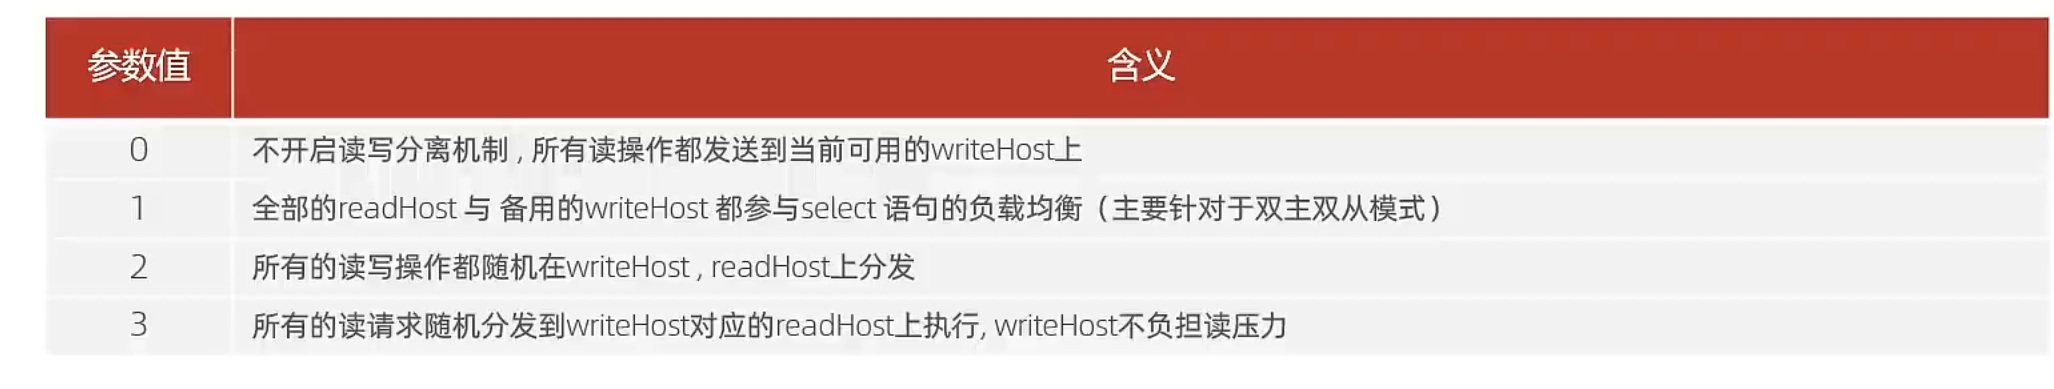 参数值 含义
0 不开启读写分离机制 , 所有读操作都发送到当前可用的writeHost上
1 全部的readHost 与 备用的writeHost 都参与select 语句的负载均衡（主要针对于双主双从模式）
2 所有的读写操作都随机在writeHost , readHost上分发
3 所有的读请求随机分发到writeHost对应的readHost上执行, writeHost不负担读压力